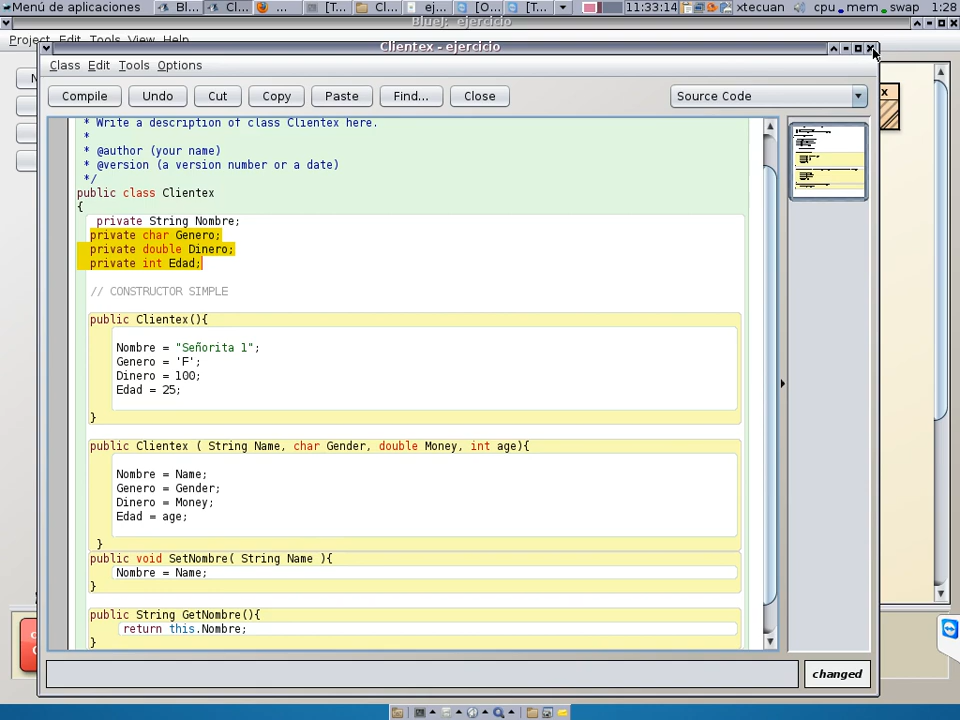 Menú de aplicaciones
Bl...
Cl...
...
[T...
Cl...
ej...
[O...
[T...
11:33:14
xtecuan
cpu
mem
swap
1:28
BlueJ: ejercicio
Project Edit Tools View Help
Clientex - ejercicio
Class Edit Tools Options
Compile Undo Cut Copy Paste Find... Close Source Code
* Write a description of class Clientex here.
*
* @author (your name)
* @version (a version number or a date)
*/
public class Clientex
{
private String Nombre;
private char Genero;
private double Dinero;
private int Edad;
// CONSTRUCTOR SIMPLE
public Clientex(){
Nombre = "Señorita 1";
Genero = 'F';
Dinero = 100;
Edad = 25;
}
public Clientex ( String Name, char Gender, double Money, int age){
Nombre = Name;
Genero = Gender;
Dinero = Money;
Edad = age;
}
public void SetNombre( String Name ){
Nombre = Name;
}
public String GetNombre(){
return this.Nombre;
}
changed